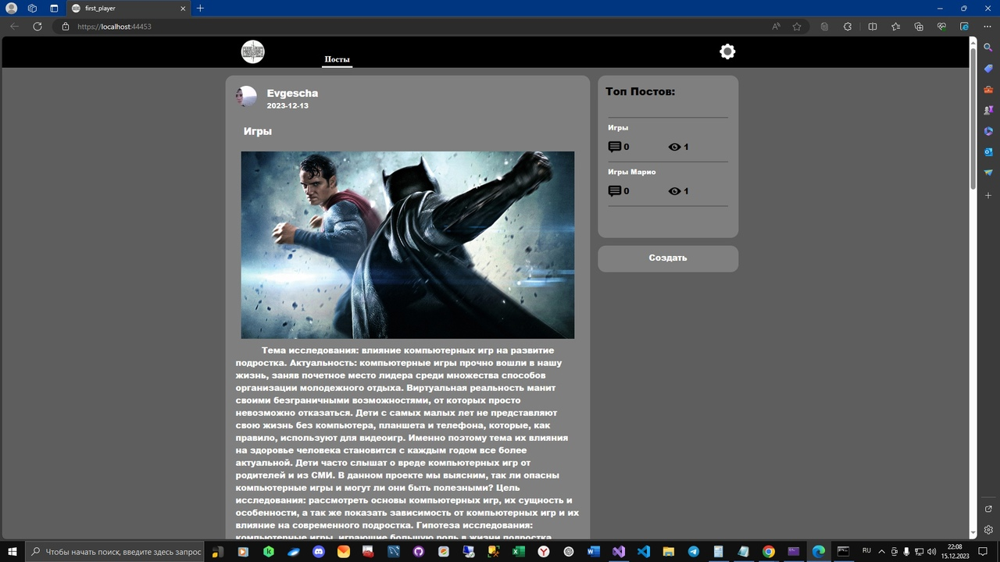 first_player
https://localhost:44453
Посты
Evgescha
2023-12-13
Игры
Тема исследования: влияние компьютерных игр на развитие
подростка. Актуальность: компьютерные игры прочно вошли в нашу
жизнь, заняв почетное место лидера среди множества способов
организации молодежного отдыха. Виртуальная реальность манит
своими безграничными возможностями, от которых просто
невозможно отказаться. Дети с самых малых лет не представляют
свою жизнь без компьютера, планшета и телефона, которые, как
правило, используют для видеоигр. Именно поэтому тема их влияния
на здоровье человека становится с каждым годом все более
актуальной. Дети часто слышат о вреде компьютерных игр от
родителей и из СМИ. В данном проекте мы выясним, так ли опасны
компьютерные игры и могут ли они быть полезными? Цель
исследования: рассмотреть основы компьютерных игр, их сущность и
особенности, а так же показать зависимость от компьютерных игр и их
влияние на современного подростка. Гипотеза исследования:
компьютерные игры, играющие большую роль в жизни подростка,
Топ Постов:
Игры
0 1
Игры Марио
0 1
Создать
Чтобы начать поиск, введите здесь запрос
RU
22:08
15.12.2023